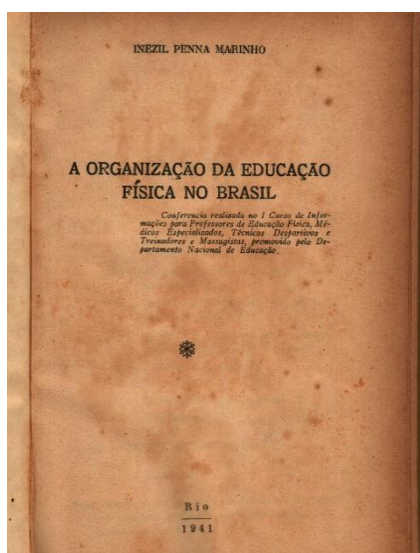 INEZIL PENNA MARINHO
A ORGANIZAÇÃO DA EDUCAÇÃO
FÍSICA NO BRASIL
Conferencia realizada no I Curso de Infor-
mações para Professores de Educação Física, Mé-
dicos Especializados, Técnicos Desportivos e
Treinadores e Massagistas, promovido pelo De-
partamento Nacional de Educação.
Rio
1941